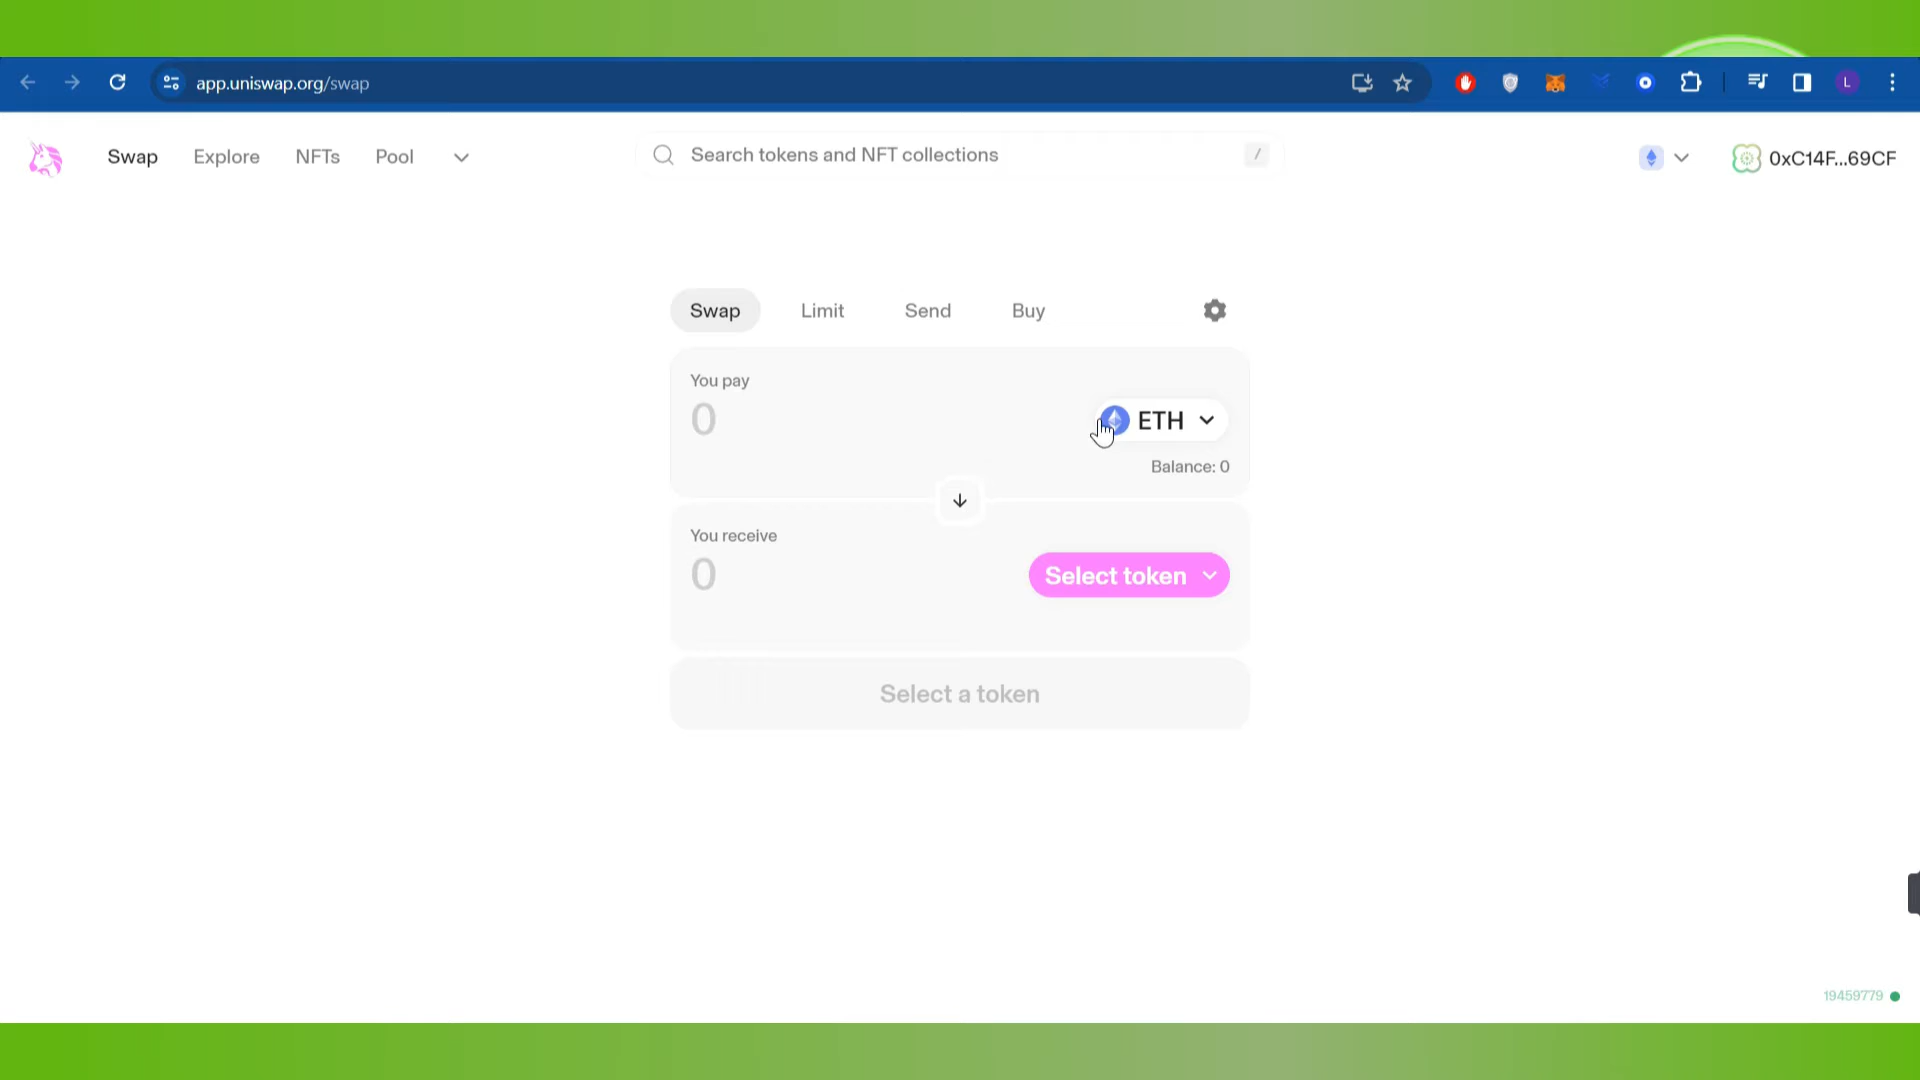 app.uniswap.org/swap
L
Swap Explore NFTs Pool
Search tokens and NFT collections /
0xC14F...69CF
Swap Limit Send Buy
You pay
0
ETH
Balance: 0
You receive
0
Select token
Select a token
19459779